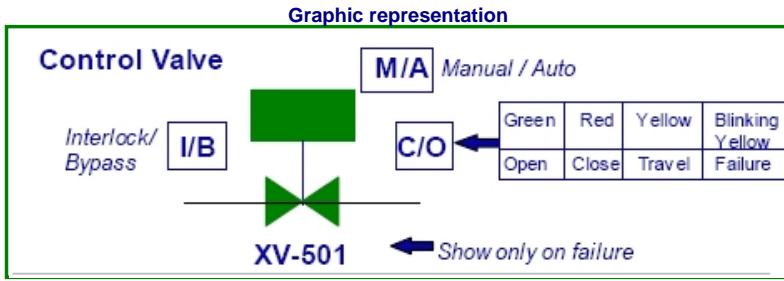 Graphic representation
Control Valve
M/A Manual / Auto
Interlock/
Bypass
I/B
C/O
Green Red Yellow Blinking
Yellow
Open Close Travel Failure
XV-501
Show only on failure